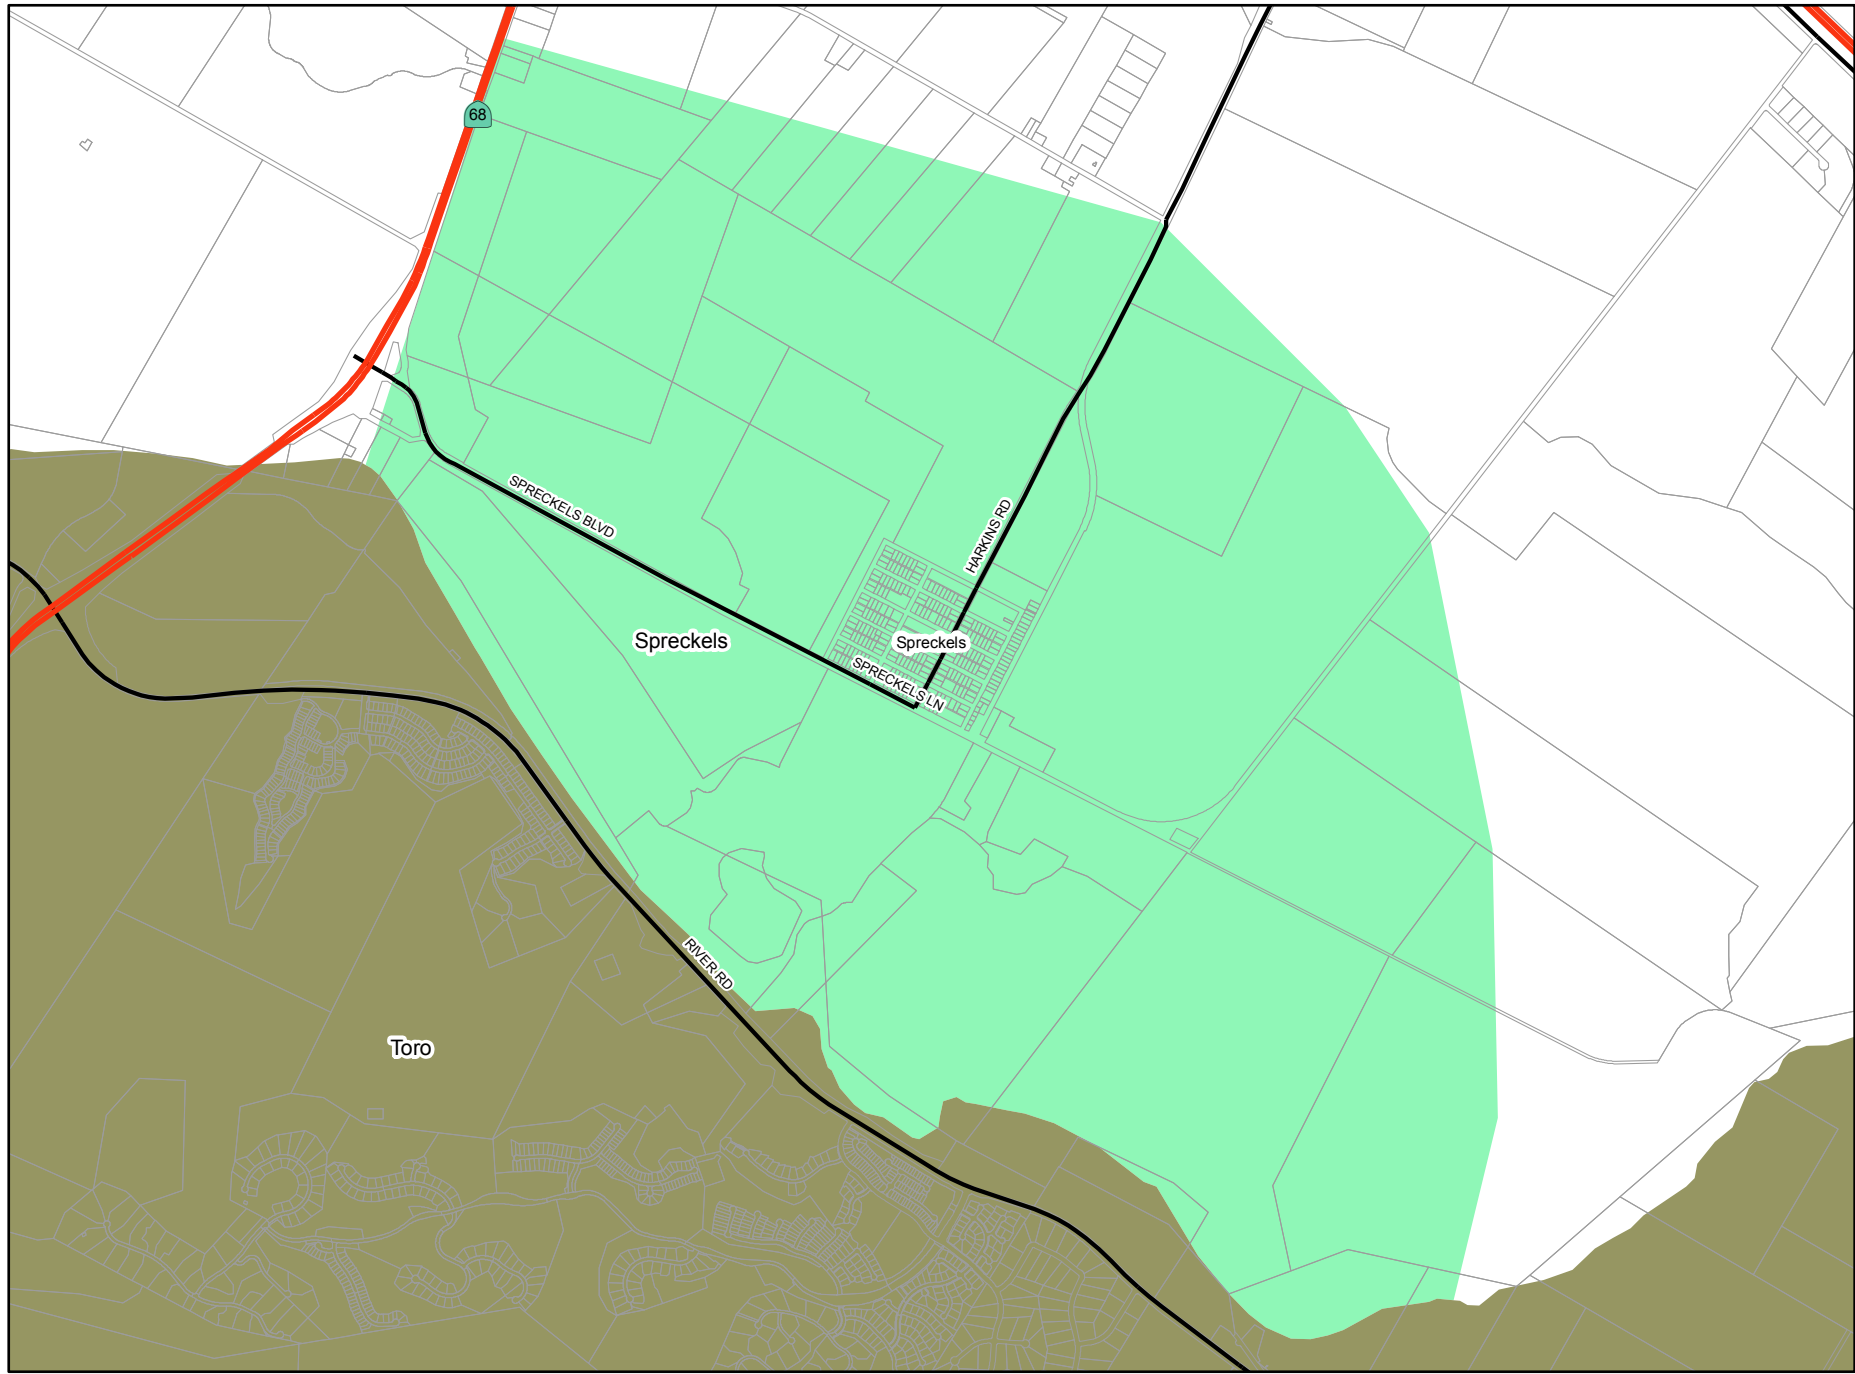 68
SPRECKELS BLVD
HARKINS RD
Spreckels
Spreckels
SPRECKELS LN
RIVER RD
Toro